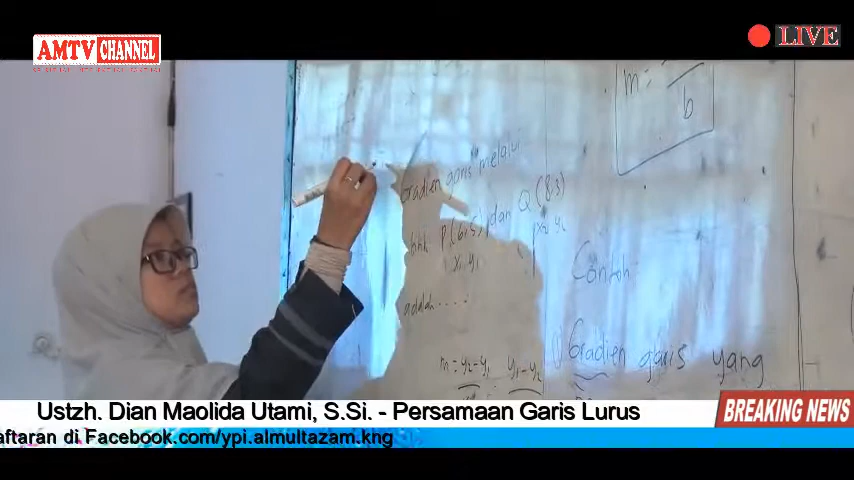 AMTV CHANNEL
LIVE
m =
b
Gradien garis melalui
titik P(6,5) dan Q (8,3)
x₁ y₁ x₂ y₂
adalah ....
Contoh
m = y₂-y₁ y₁-y₂
Gradien garis yang
Ustzh. Dian Maolida Utami, S.Si. - Persamaan Garis Lurus
BREAKING NEWS
aftaran di Facebook.com/ypi.almultazam.kng